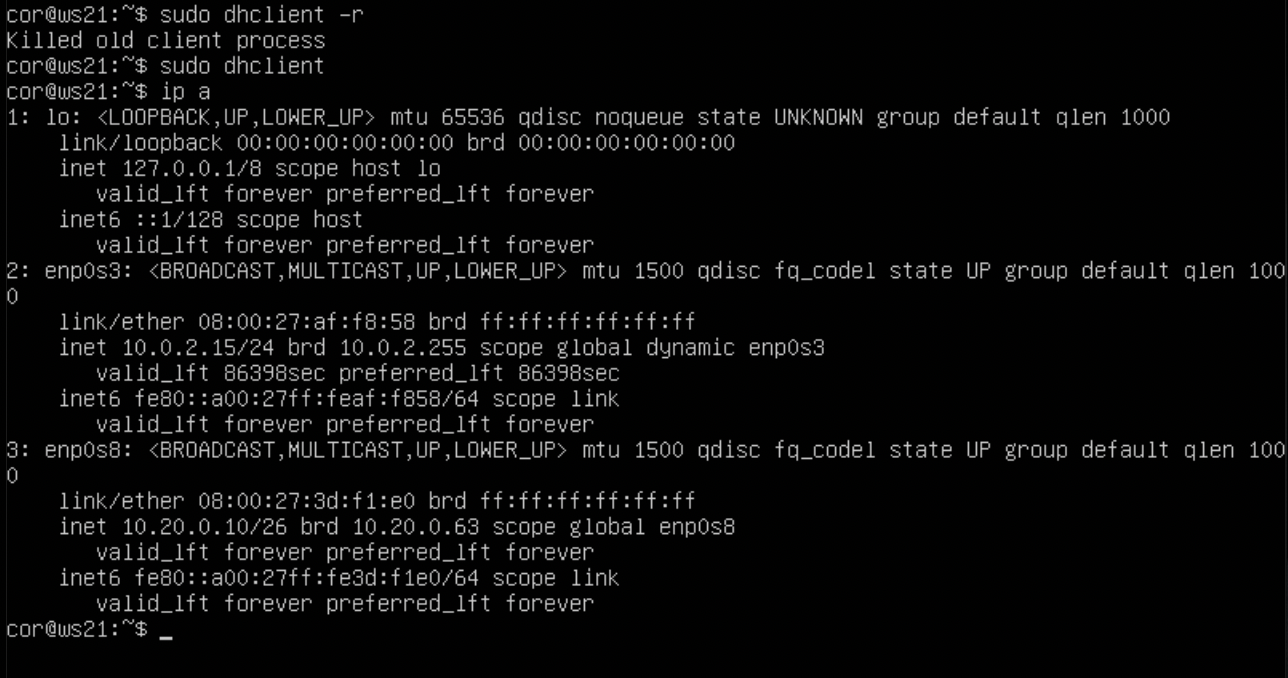 cor@ws21:~$ sudo dhclient -r
Killed old client process
cor@ws21:~$ sudo dhclient
cor@ws21:~$ ip a
1: lo: <LOOPBACK,UP,LOWER_UP> mtu 65536 qdisc noqueue state UNKNOWN group default qlen 1000
    link/loopback 00:00:00:00:00:00 brd 00:00:00:00:00:00
    inet 127.0.0.1/8 scope host lo
       valid_lft forever preferred_lft forever
    inet6 ::1/128 scope host
       valid_lft forever preferred_lft forever
2: enp0s3: <BROADCAST,MULTICAST,UP,LOWER_UP> mtu 1500 qdisc fq_codel state UP group default qlen 100
0
    link/ether 08:00:27:af:f8:58 brd ff:ff:ff:ff:ff:ff
    inet 10.0.2.15/24 brd 10.0.2.255 scope global dynamic enp0s3
       valid_lft 86398sec preferred_lft 86398sec
    inet6 fe80::a00:27ff:feaf:f858/64 scope link
       valid_lft forever preferred_lft forever
3: enp0s8: <BROADCAST,MULTICAST,UP,LOWER_UP> mtu 1500 qdisc fq_codel state UP group default qlen 100
0
    link/ether 08:00:27:3d:f1:e0 brd ff:ff:ff:ff:ff:ff
    inet 10.20.0.10/26 brd 10.20.0.63 scope global enp0s8
       valid_lft forever preferred_lft forever
    inet6 fe80::a00:27ff:fe3d:f1e0/64 scope link
       valid_lft forever preferred_lft forever
cor@ws21:~$ _